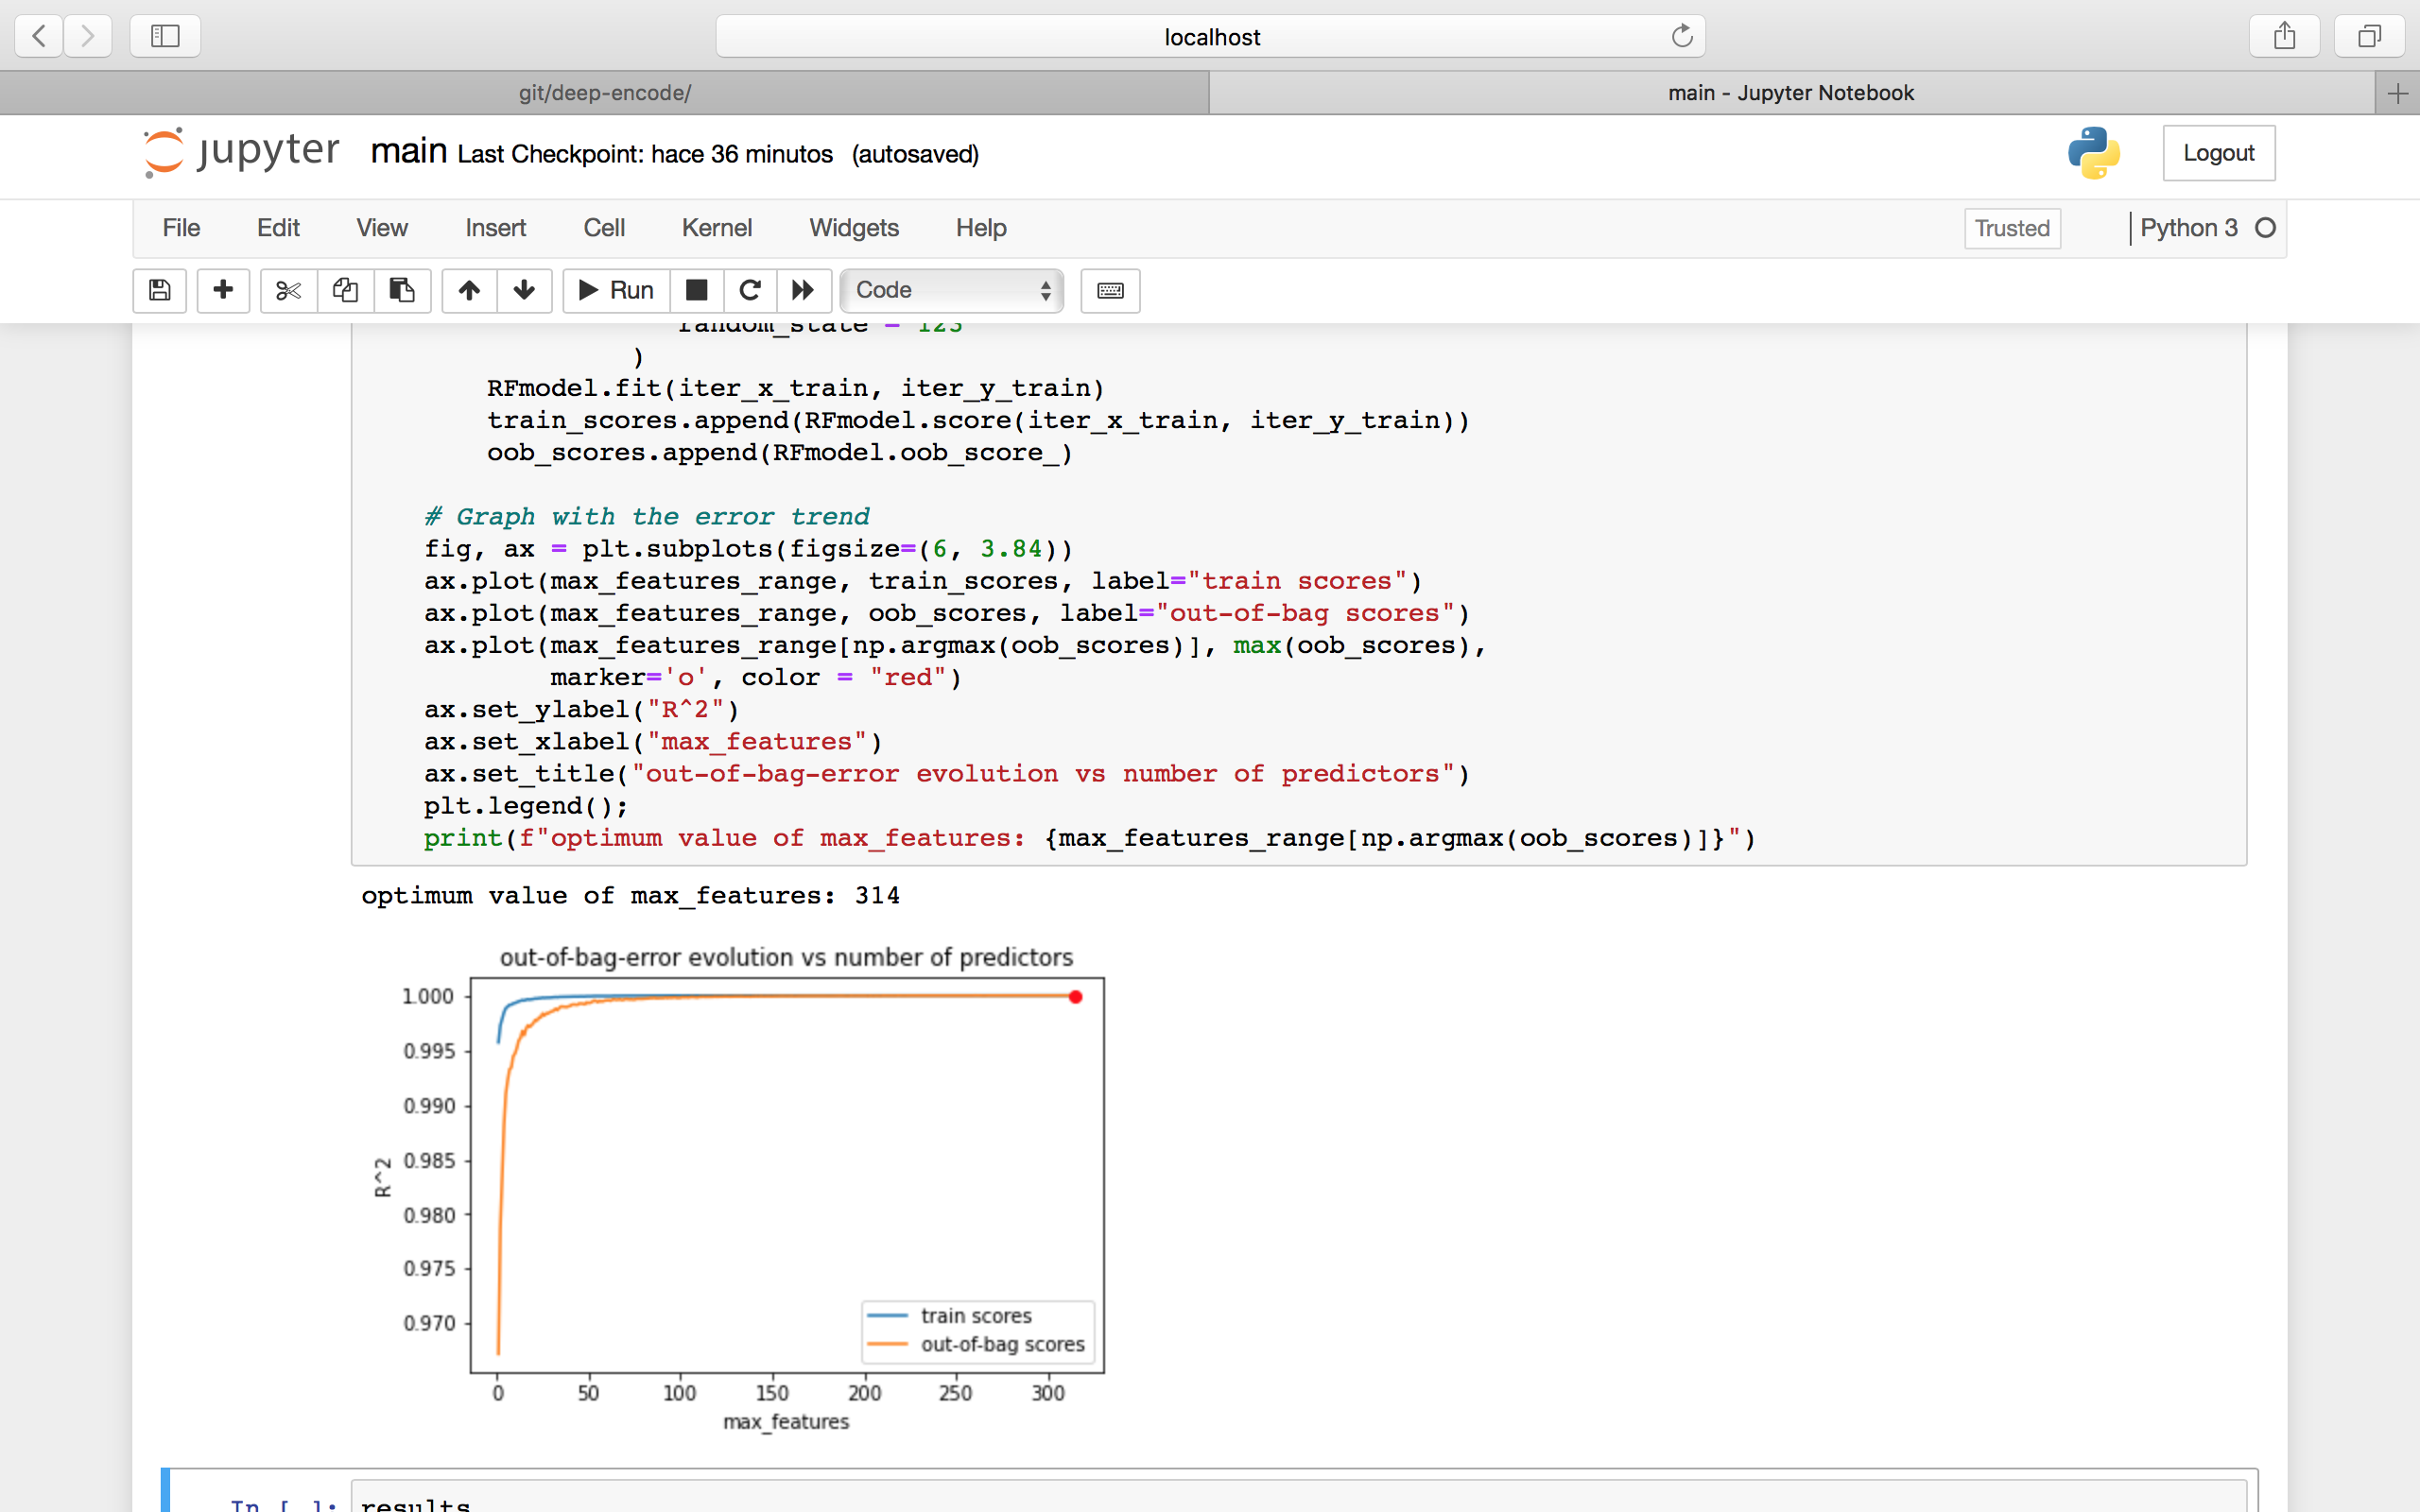 localhost
git/deep-encode/
main - Jupyter Notebook
jupyter main Last Checkpoint: hace 36 minutos (autosaved)
Logout
File Edit View Insert Cell Kernel Widgets Help
Trusted
Python 3
Run
Code
random_state = 123
)
RFmodel.fit(iter_x_train, iter_y_train)
train_scores.append(RFmodel.score(iter_x_train, iter_y_train))
oob_scores.append(RFmodel.oob_score_)
# Graph with the error trend
fig, ax = plt.subplots(figsize=(6, 3.84))
ax.plot(max_features_range, train_scores, label="train scores")
ax.plot(max_features_range, oob_scores, label="out-of-bag scores")
ax.plot(max_features_range[np.argmax(oob_scores)], max(oob_scores),
marker='o', color = "red")
ax.set_ylabel("R^2")
ax.set_xlabel("max_features")
ax.set_title("out-of-bag-error evolution vs number of predictors")
plt.legend();
print(f"optimum value of max_features: {max_features_range[np.argmax(oob_scores)]}")
optimum value of max_features: 314
out-of-bag-error evolution vs number of predictors
1.000
0.995
0.990
0.985
0.980
0.975
0.970
R^2
train scores
out-of-bag scores
0 50 100 150 200 250 300
max_features
In [ ]: results